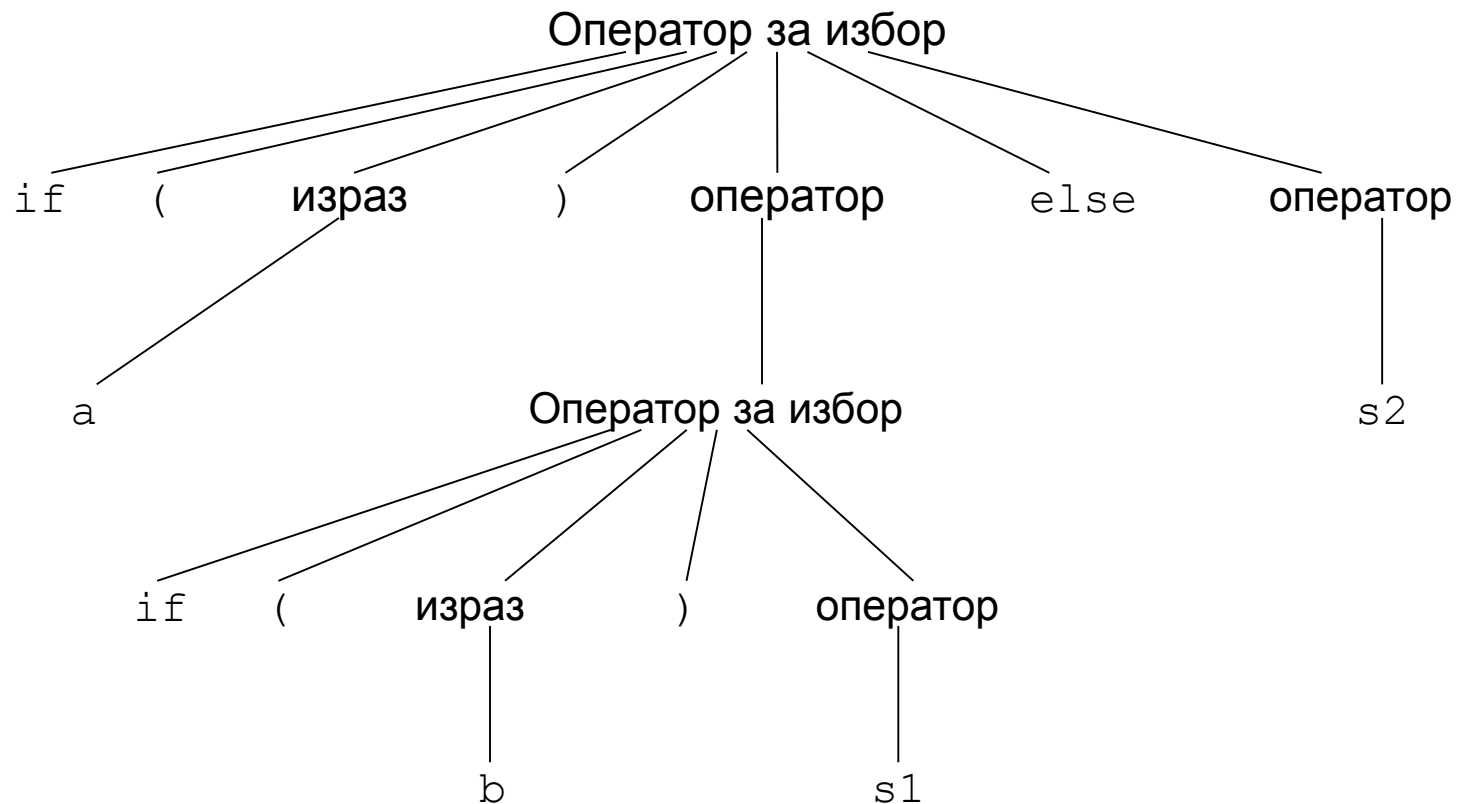 Оператор за избор
if ( израз ) оператор else оператор
a
Оператор за избор
s2
if ( израз ) оператор
b s1